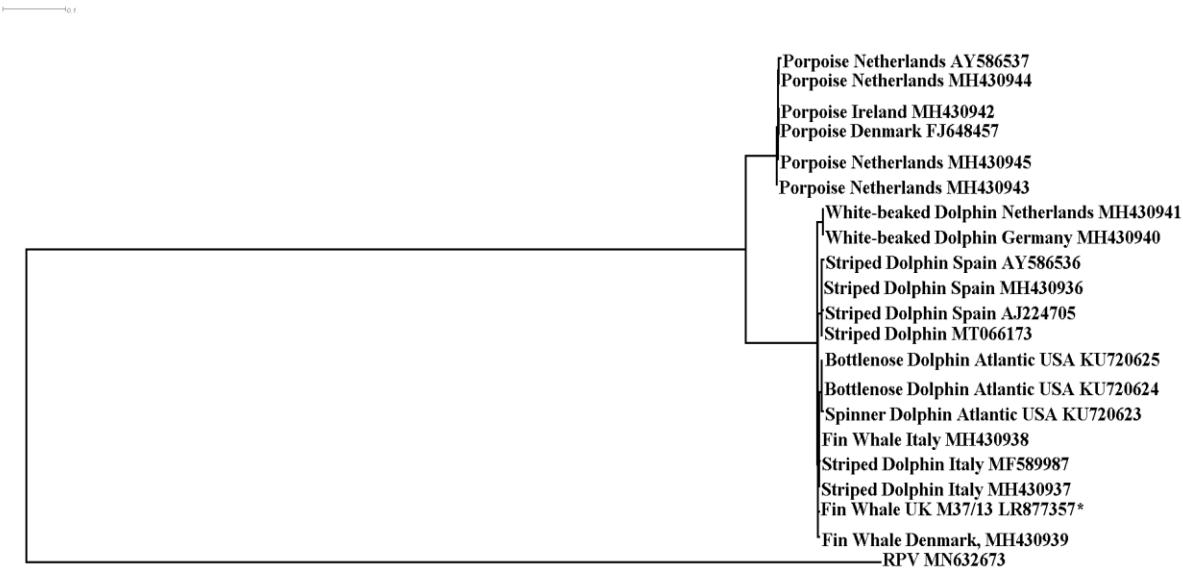 0.1
Porpoise Netherlands AY586537
Porpoise Netherlands MH430944
Porpoise Ireland MH430942
Porpoise Denmark FJ648457
Porpoise Netherlands MH430945
Porpoise Netherlands MH430943
White-beaked Dolphin Netherlands MH430941
White-beaked Dolphin Germany MH430940
Striped Dolphin Spain AY586536
Striped Dolphin Spain MH430936
Striped Dolphin Spain AJ224705
Striped Dolphin MT066173
Bottlenose Dolphin Atlantic USA KU720625
Bottlenose Dolphin Atlantic USA KU720624
Spinner Dolphin Atlantic USA KU720623
Fin Whale Italy MH430938
Striped Dolphin Italy MF589987
Striped Dolphin Italy MH430937
Fin Whale UK M37/13 LR877357*
Fin Whale Denmark, MH430939
RPV MN632673